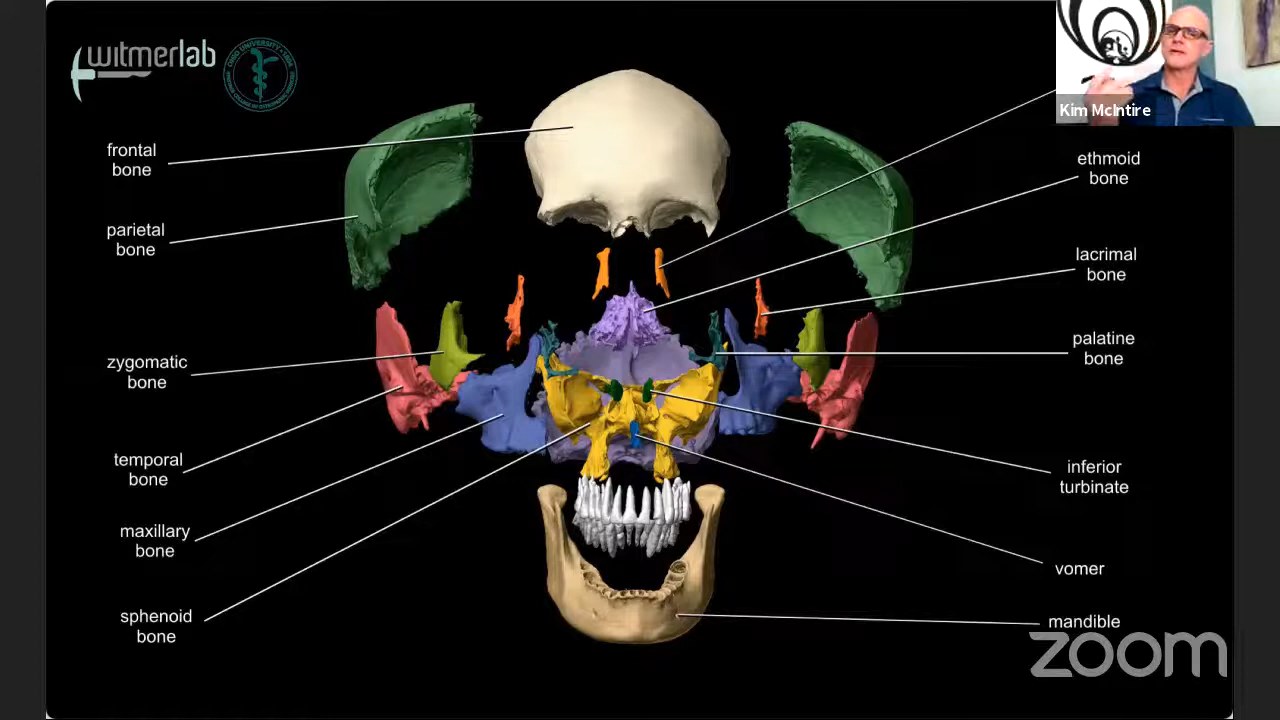 witmerlab
Kim McIntire
frontal
bone
parietal
bone
zygomatic
bone
temporal
bone
maxillary
bone
sphenoid
bone
ethmoid
bone
lacrimal
bone
palatine
bone
inferior
turbinate
vomer
mandible
zoom